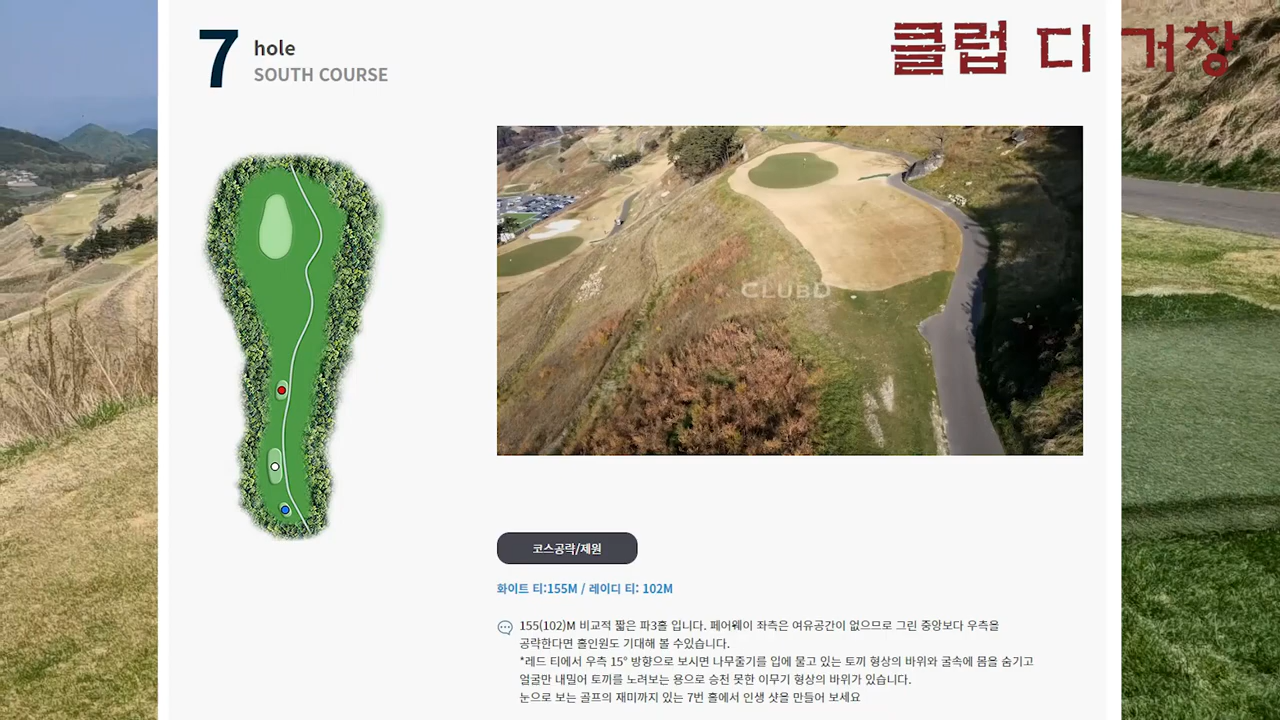 7
hole
SOUTH COURSE
클럽 디 거창
CLUBD
코스공략/제원
화이트 티:155M / 레이디 티: 102M
155(102)M 비교적 짧은 파3홀 입니다. 페어웨이 좌측은 여유공간이 없으므로 그린 중앙보다 우측을
공략한다면 홀인원도 기대해 볼 수있습니다.
*레드 티에서 우측 15° 방향으로 보시면 나무줄기를 입에 물고 있는 토끼 형상의 바위와 굴속에 몸을 숨기고
얼굴만 내밀어 토끼를 노려보는 용으로 승천 못한 이무기 형상의 바위가 있습니다.
눈으로 보는 골프의 재미까지 있는 7번 홀에서 인생 샷을 만들어 보세요